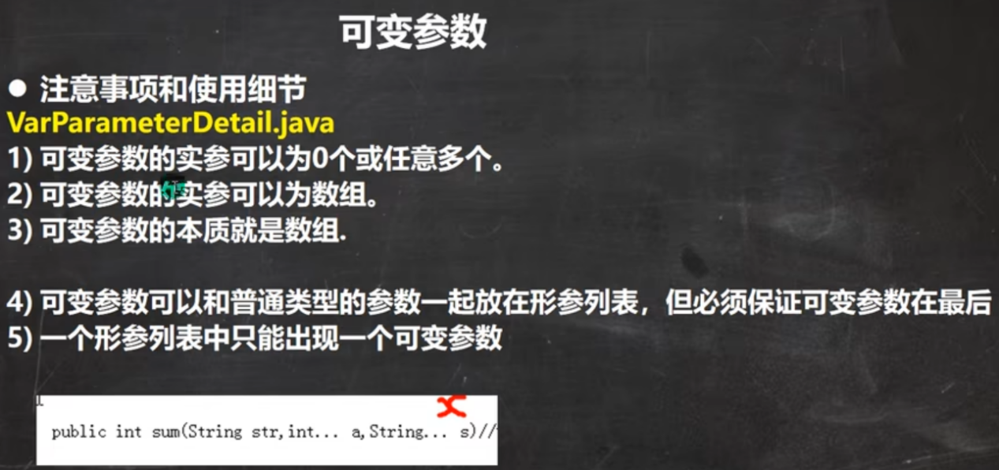 可变参数
● 注意事项和使用细节
VarParameterDetail.java
1) 可变参数的实参可以为0个或任意多个。
2) 可变参数的实参可以为数组。
3) 可变参数的本质就是数组.
4) 可变参数可以和普通类型的参数一起放在形参列表，但必须保证可变参数在最后
5) 一个形参列表中只能出现一个可变参数
public int sum(String str,int... a,String... s)//